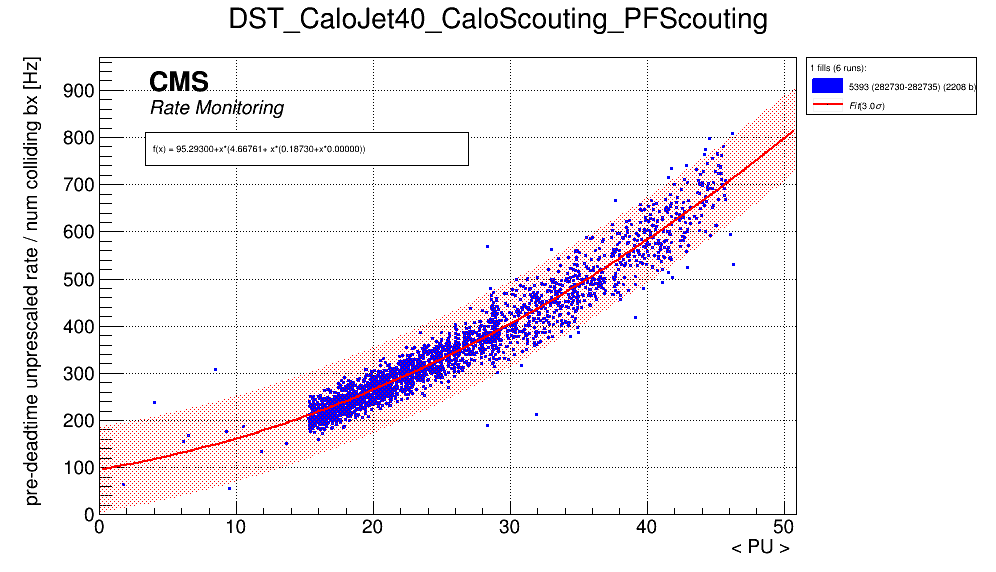 DST_CaloJet40_CaloScouting_PFScouting
pre-deadtime unprescaled rate / num colliding bx [Hz]
CMS
Rate Monitoring
f(x) = 95.29300+x*(4.66761+ x*(0.18730+x*0.00000))
1 fills (6 runs):
5393 (282730-282735) (2208 b)
Fit(3.0σ)
900
800
700
600
500
400
300
200
100
0
0 10 20 30 40 50
< PU >